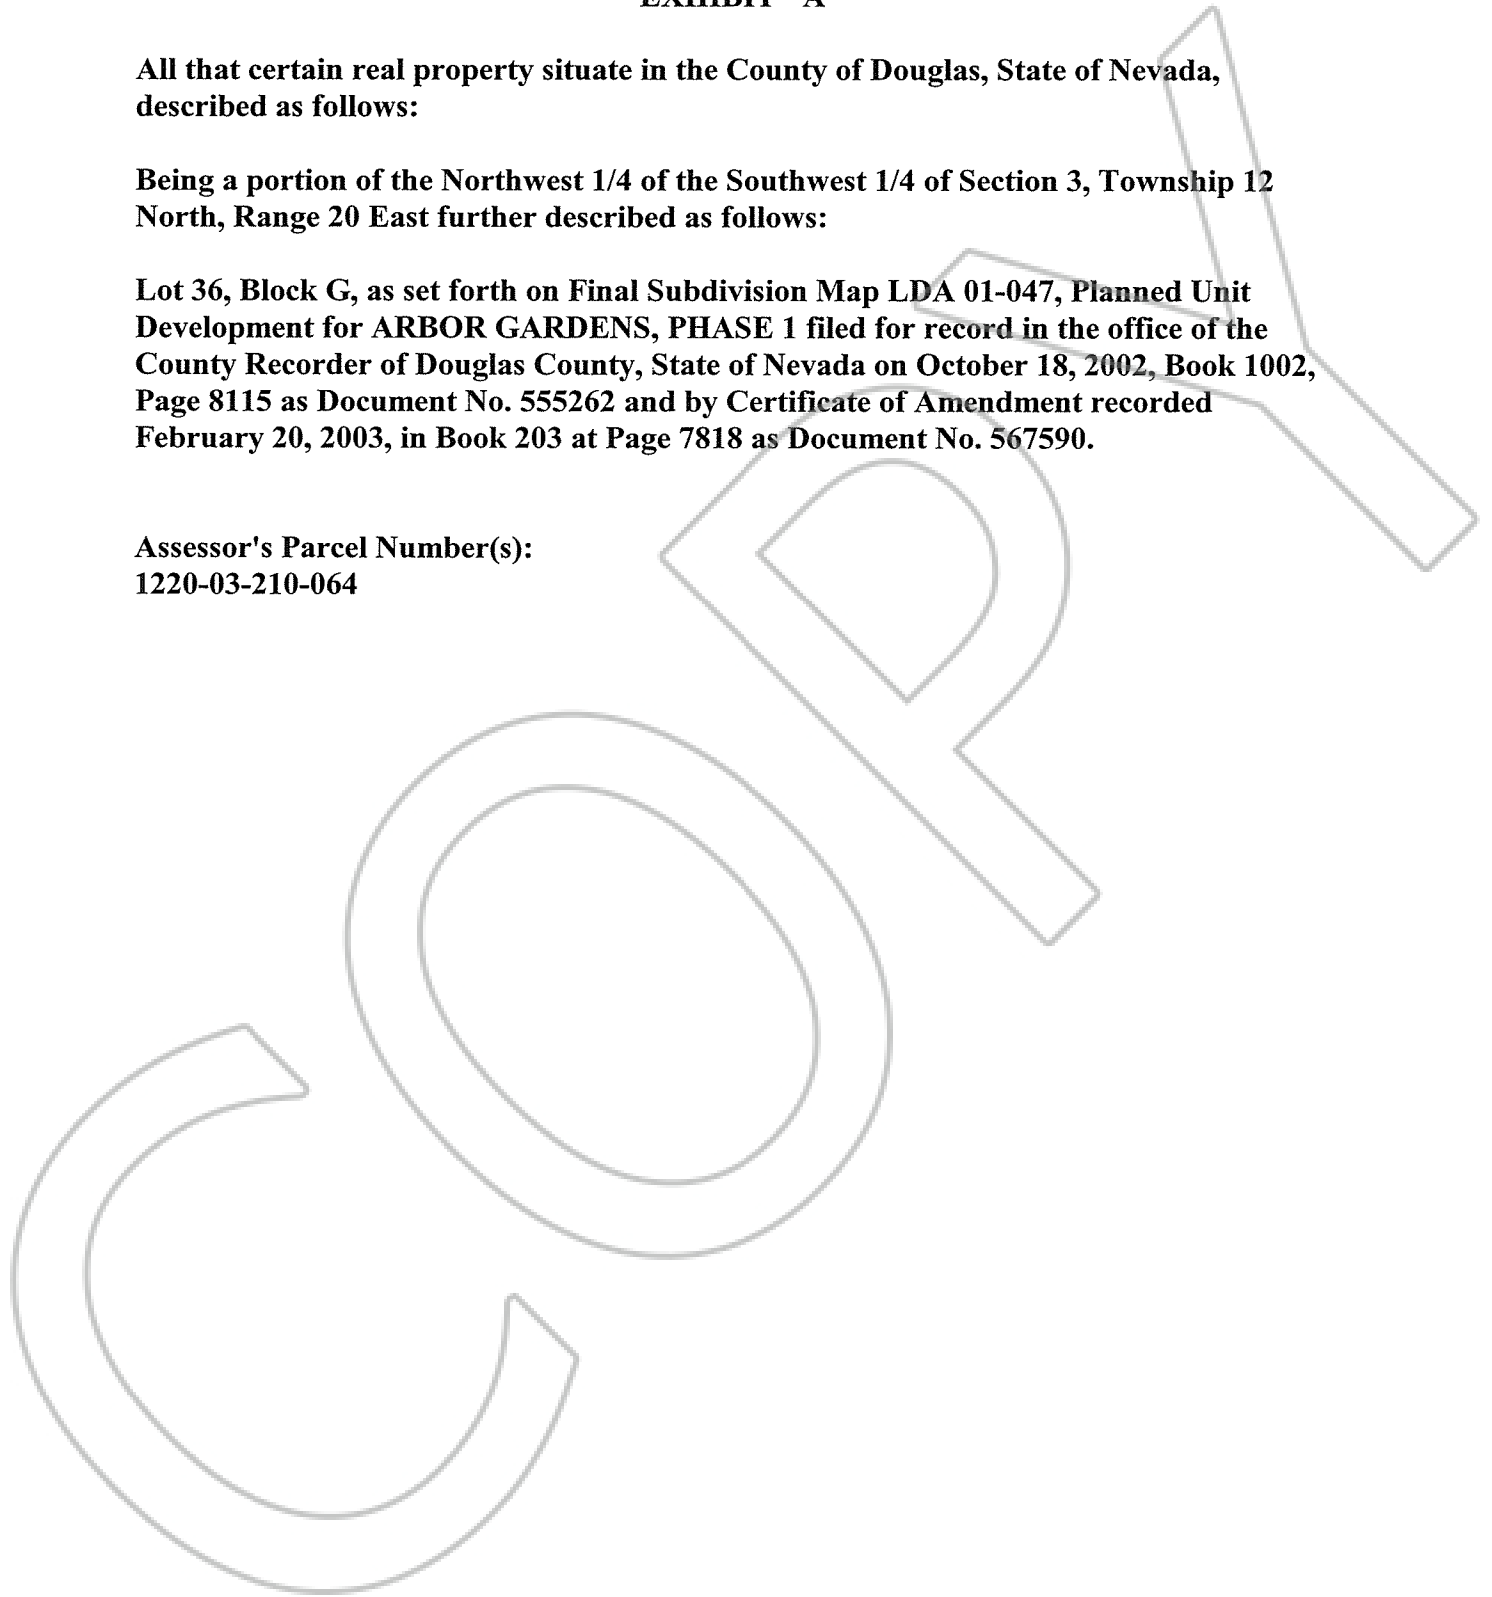 EXHIBIT "A"
All that certain real property situate in the County of Douglas, State of Nevada,
described as follows:
Being a portion of the Northwest 1/4 of the Southwest 1/4 of Section 3, Township 12
North, Range 20 East further described as follows:
Lot 36, Block G, as set forth on Final Subdivision Map LDA 01-047, Planned Unit
Development for ARBOR GARDENS, PHASE 1 filed for record in the office of the
County Recorder of Douglas County, State of Nevada on October 18, 2002, Book 1002,
Page 8115 as Document No. 555262 and by Certificate of Amendment recorded
February 20, 2003, in Book 203 at Page 7818 as Document No. 567590.
Assessor's Parcel Number(s):
1220-03-210-064
COPY